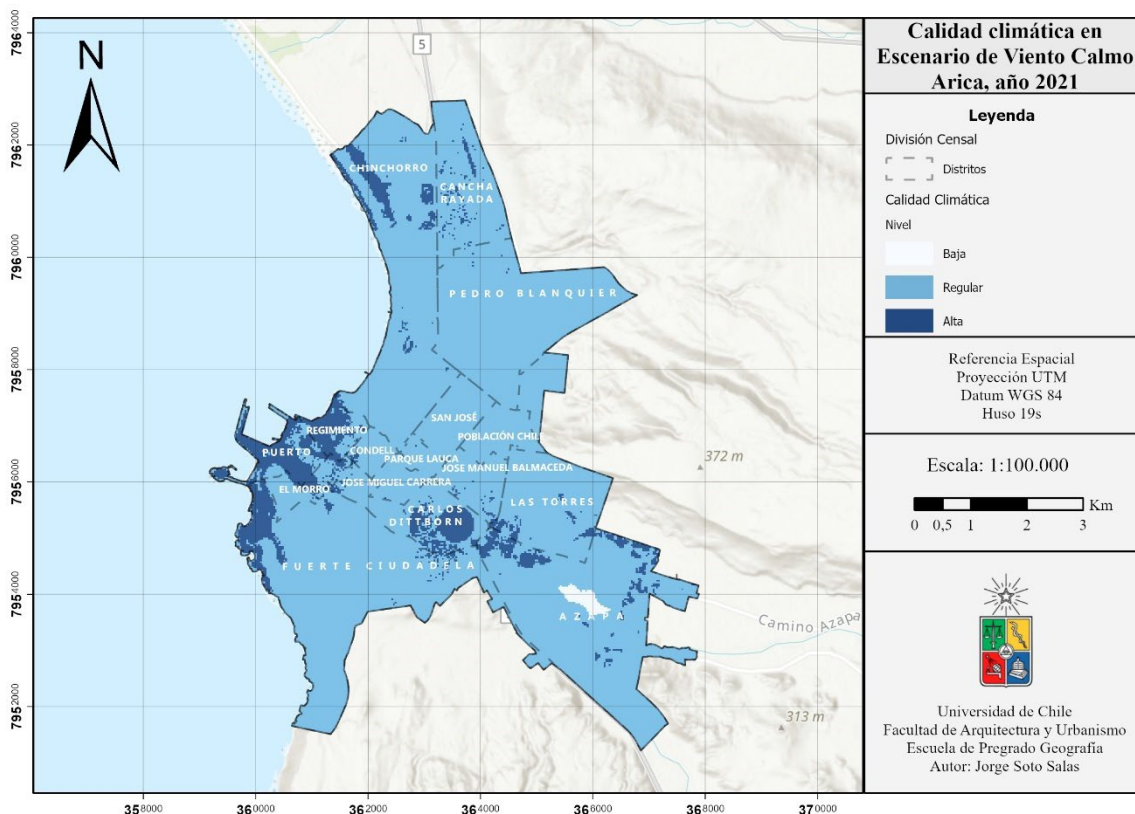 Calidad climática en
Escenario de Viento Calmo
Arica, año 2021
Leyenda
División Censal
Distritos
Calidad Climática
Nivel
Baja
Regular
Alta
Referencia Espacial
Proyección UTM
Datum WGS 84
Huso 19s
Escala: 1:100.000
0 0,5 1 2 3 Km
Universidad de Chile
Facultad de Arquitectura y Urbanismo
Escuela de Pregrado Geografía
Autor: Jorge Soto Salas
N
5
CHINCHORRO
CANCHA
RAYADA
PEDRO BLANQUIER
SAN JOSÉ
REGIMIENTO
POBLACIÓN CHILE
CONDELL
PUERTO
PARQUE LAUCA
JOSE MANUEL BALMACEDA
EL MORRO
JOSE MIGUEL CARRERA
LAS TORRES
CARLOS
DITTBORN
FUERTE CIUDADELA
AZAPA
Camino Azapa
372 m
313 m
7964000
7962000
7960000
7958000
7956000
7954000
7952000
358000
360000
362000
364000
366000
368000
370000